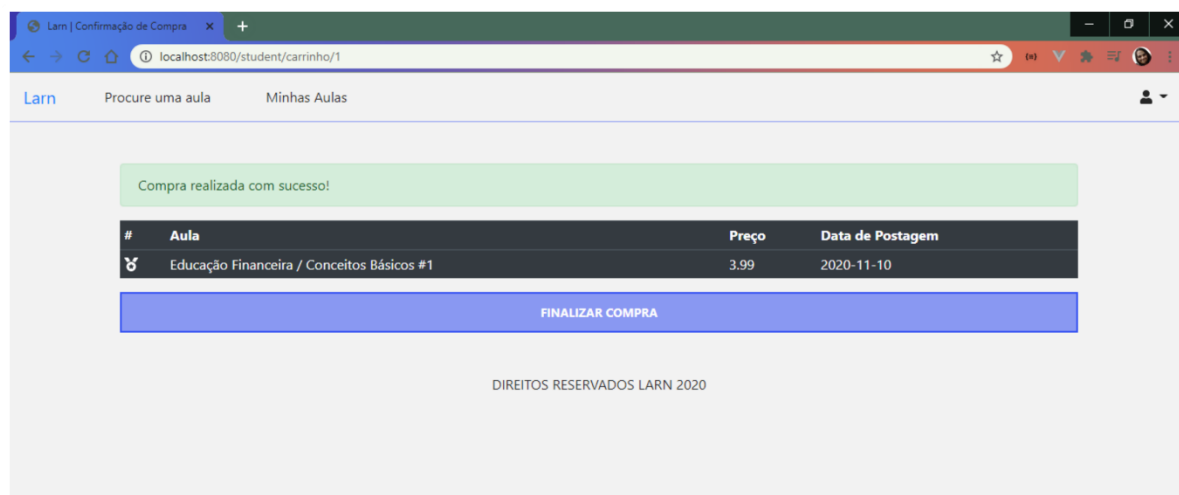 Larn | Confirmação de Compra
localhost:8080/student/carrinho/1
Larn Procure uma aula Minhas Aulas
Compra realizada com sucesso!
# Aula Preço Data de Postagem
Educação Financeira / Conceitos Básicos #1 3.99 2020-11-10
FINALIZAR COMPRA
DIREITOS RESERVADOS LARN 2020